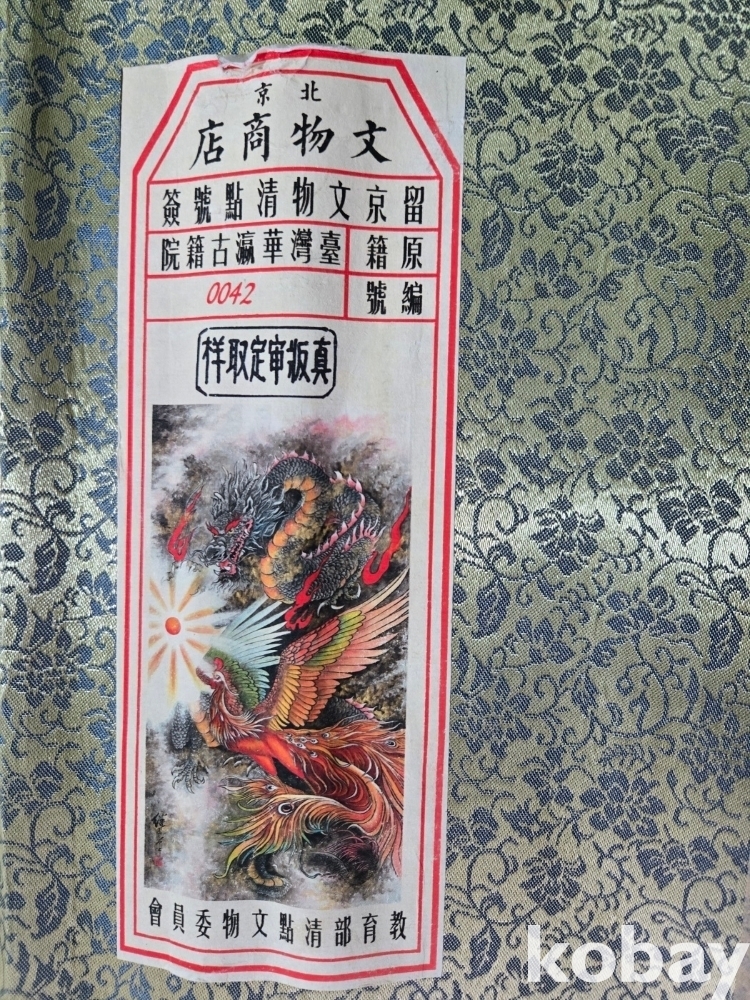 北京
文物商店
留京文物清點號簽
原籍
臺灣華瀛古籍院
編號
0042
真版審定取样
教育部清點文物委員會
kobay